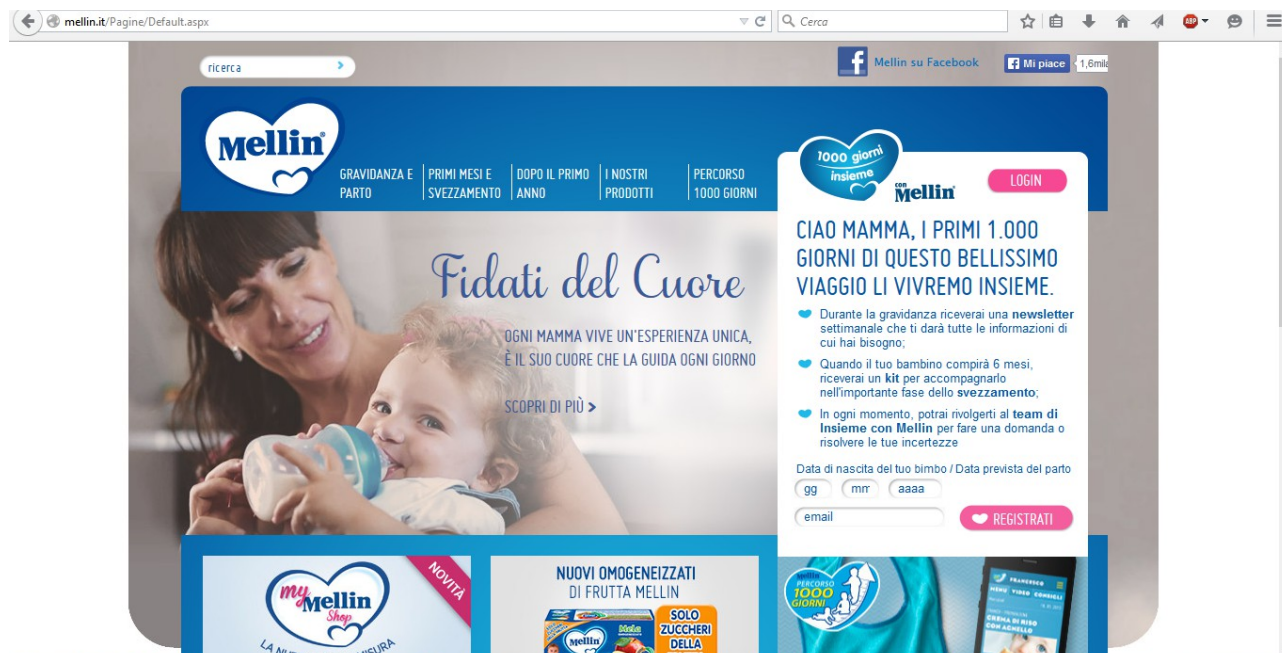 mellin.it/Pagine/Default.aspx
Cerca
ABP
ricerca
Mellin su Facebook
Mi piace
Mellin®
GRAVIDANZA E
PARTO
PRIMI MESI E
SVEZZAMENTO
DOPO IL PRIMO
ANNO
I NOSTRI
PRODOTTI
PERCORSO
1000 GIORNI
1000 giorni
insieme
con
Mellin
LOGIN
CIAO MAMMA, I PRIMI 1.000
GIORNI DI QUESTO BELLISSIMO
VIAGGIO LI VIVREMO INSIEME.
Durante la gravidanza riceverai una newsletter
settimanale che ti darà tutte le informazioni di
cui hai bisogno;
Quando il tuo bambino compirà 6 mesi,
riceverai un kit per accompagnarlo
nell'importante fase dello svezzamento;
In ogni momento, potrai rivolgerti al team di
Insieme con Mellin per fare una domanda o
risolvere le tue incertezze
Data di nascita del tuo bimbo / Data prevista del parto
gg
aaaa
email
REGISTRATI
Fidati del Cuore
OGNI MAMMA VIVE UN'ESPERIENZA UNICA,
È IL SUO CUORE CHE LA GUIDA OGNI GIORNO
SCOPRI DI PIÙ >
NOVITÀ
my
Mellin
Shop
NUOVI OMOGENEIZZATI
DI FRUTTA MELLIN
Mellin
Mela
SOLO
ZUCCHERI
DELLA
Mellin
PERCORSO
1000
GIORNI
FRANCESCO
MENU VIDEO CONSIGLI
CREMA DI RISO
CON AGNELLO